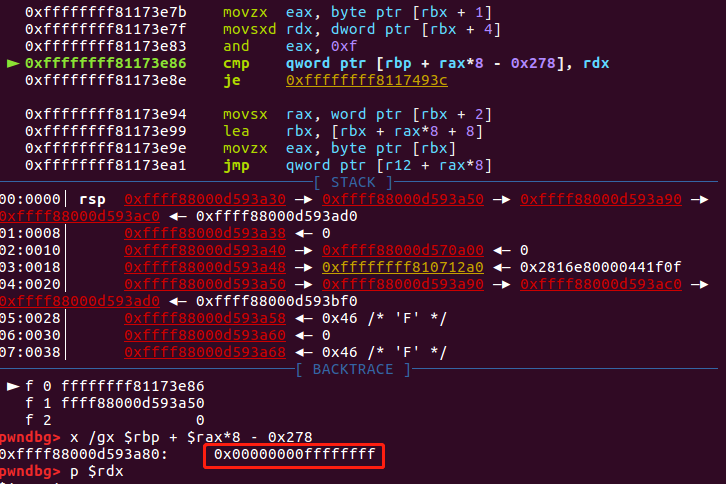 0xffffffff81173e7b movzx eax, byte ptr [rbx + 1]
0xffffffff81173e7f movsxd rdx, dword ptr [rbx + 4]
0xffffffff81173e83 and eax, 0xf
► 0xffffffff81173e86 cmp qword ptr [rbp + rax*8 - 0x278], rdx
0xffffffff81173e8e je 0xffffffff8117493c
0xffffffff81173e94 movsx rax, word ptr [rbx + 2]
0xffffffff81173e99 lea rbx, [rbx + rax*8 + 8]
0xffffffff81173e9e movzx eax, byte ptr [rbx]
0xffffffff81173ea1 jmp qword ptr [r12 + rax*8]
[ STACK ]
00:0000│ rsp 0xffff88000d593a30 —▸ 0xffff88000d593a50 —▸ 0xffff88000d593a90 —▸
0xffff88000d593ac0 ◂— 0xffff88000d593ad0
01:0008│ 0xffff88000d593a38 ◂— 0
02:0010│ 0xffff88000d593a40 —▸ 0xffff88000d570a00 ◂— 0
03:0018│ 0xffff88000d593a48 —▸ 0xffffffff810712a0 ◂— 0x2816e80000441f0f
04:0020│ 0xffff88000d593a50 —▸ 0xffff88000d593a90 —▸ 0xffff88000d593ac0 —▸
0xffff88000d593ad0 ◂— 0xffff88000d593bf0
05:0028│ 0xffff88000d593a58 ◂— 0x46 /* 'F' */
06:0030│ 0xffff88000d593a60 ◂— 0
07:0038│ 0xffff88000d593a68 ◂— 0x46 /* 'F' */
[ BACKTRACE ]
► f 0 ffffffff81173e86
f 1 ffff88000d593a50
f 2 0
pwndbg> x /gx $rbp + $rax*8 - 0x278
0xffff88000d593a80: 0x00000000ffffffff
pwndbg> p $rdx